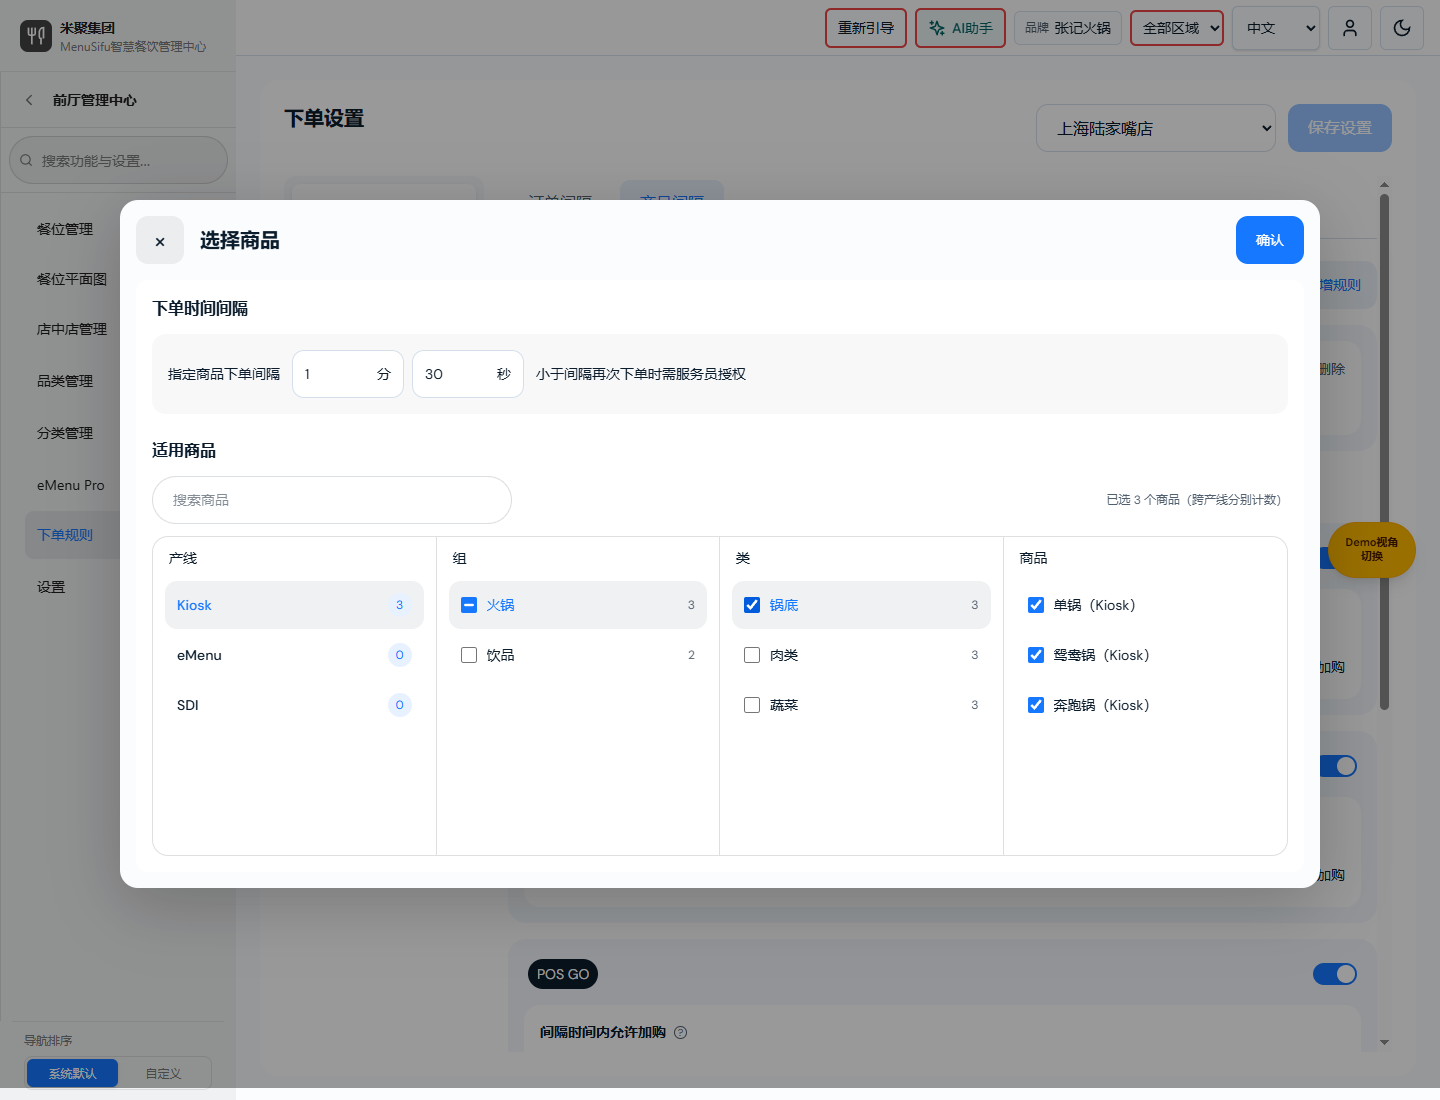 米聚集团
MenuSifu智慧餐饮管理中心
重新引导
AI助手
品牌 张记火锅
全部区域
中文
前厅管理中心
搜索功能与设置...
餐位管理
餐位平面图
店中店管理
品类管理
分类管理
eMenu Pro
下单规则
设置
导航排序
系统默认
自定义
下单设置
上海陆家嘴店
保存设置
订单间隔
商品间隔
增规则
删除
加购
加购
POS GO
间隔时间内允许加购 ?
Demo视角
切换
×
选择商品
确认
下单时间间隔
指定商品下单间隔 1 分 30 秒 小于间隔再次下单时需服务员授权
适用商品
搜索商品
已选 3 个商品（跨产线分别计数）
产线
Kiosk 3
eMenu 0
SDI 0
组
火锅 3
饮品 2
类
锅底 3
肉类 3
蔬菜 3
商品
单锅（Kiosk）
鸳鸯锅（Kiosk）
奔跑锅（Kiosk）